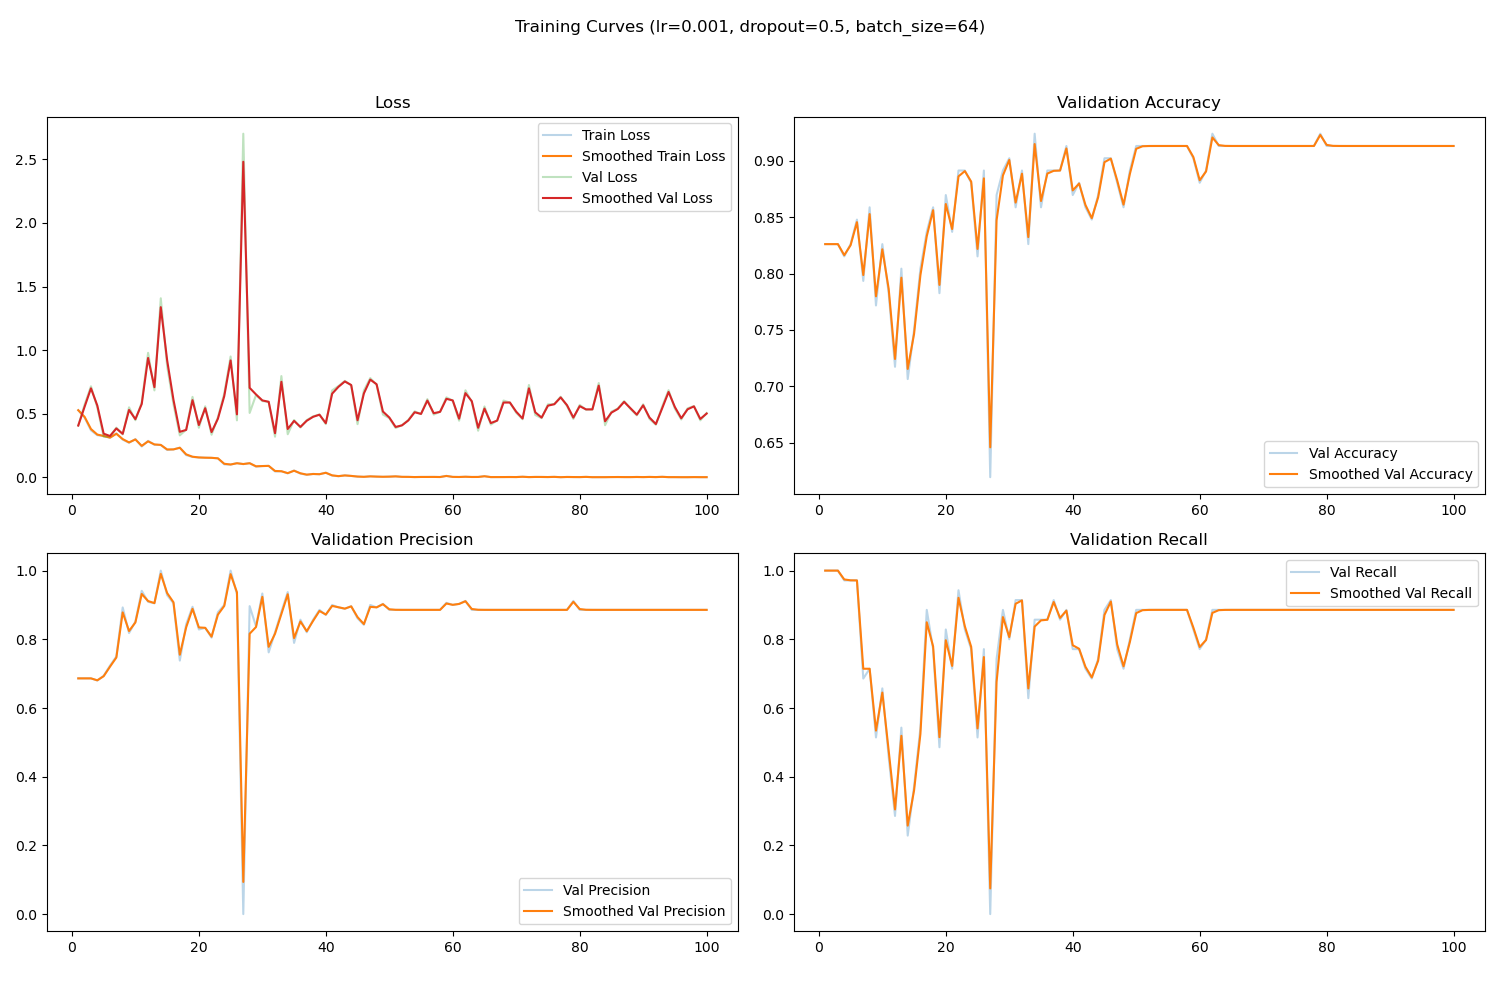 Training Curves (lr=0.001, dropout=0.5, batch_size=64)
Loss
Train Loss
Smoothed Train Loss
Val Loss
Smoothed Val Loss
2.5
2.0
1.5
1.0
0.5
0.0
0 20 40 60 80 100
Validation Accuracy
0.90
0.85
0.80
0.75
0.70
0.65
Val Accuracy
Smoothed Val Accuracy
0 20 40 60 80 100
Validation Precision
1.0
0.8
0.6
0.4
0.2
0.0
Val Precision
Smoothed Val Precision
0 20 40 60 80 100
Validation Recall
Val Recall
Smoothed Val Recall
1.0
0.8
0.6
0.4
0.2
0.0
0 20 40 60 80 100